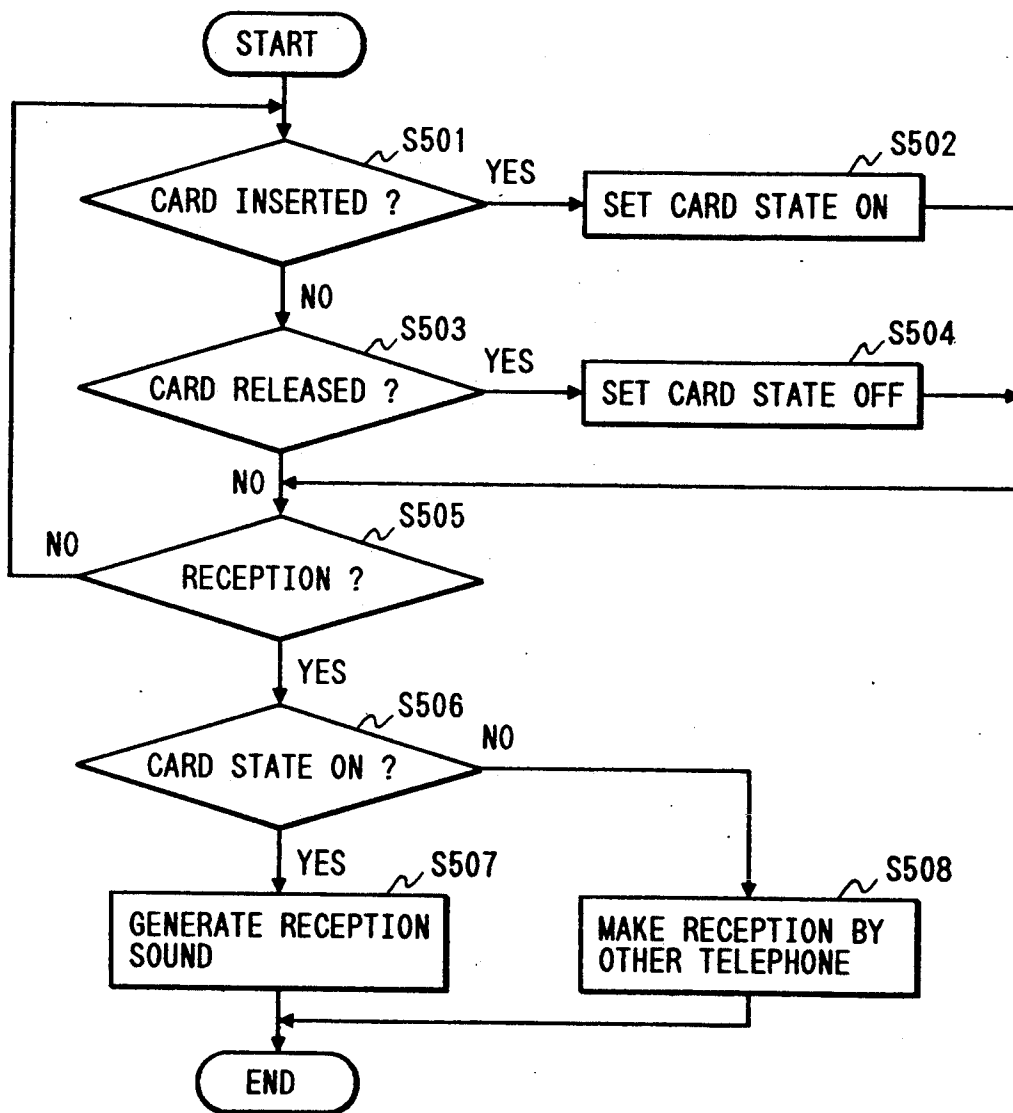 START
S501
CARD INSERTED ?
YES
S502
SET CARD STATE ON
NO
S503
CARD RELEASED ?
YES
S504
SET CARD STATE OFF
NO
S505
RECEPTION ?
NO
YES
S506
CARD STATE ON ?
NO
YES
S507
GENERATE RECEPTION
SOUND
S508
MAKE RECEPTION BY
OTHER TELEPHONE
END